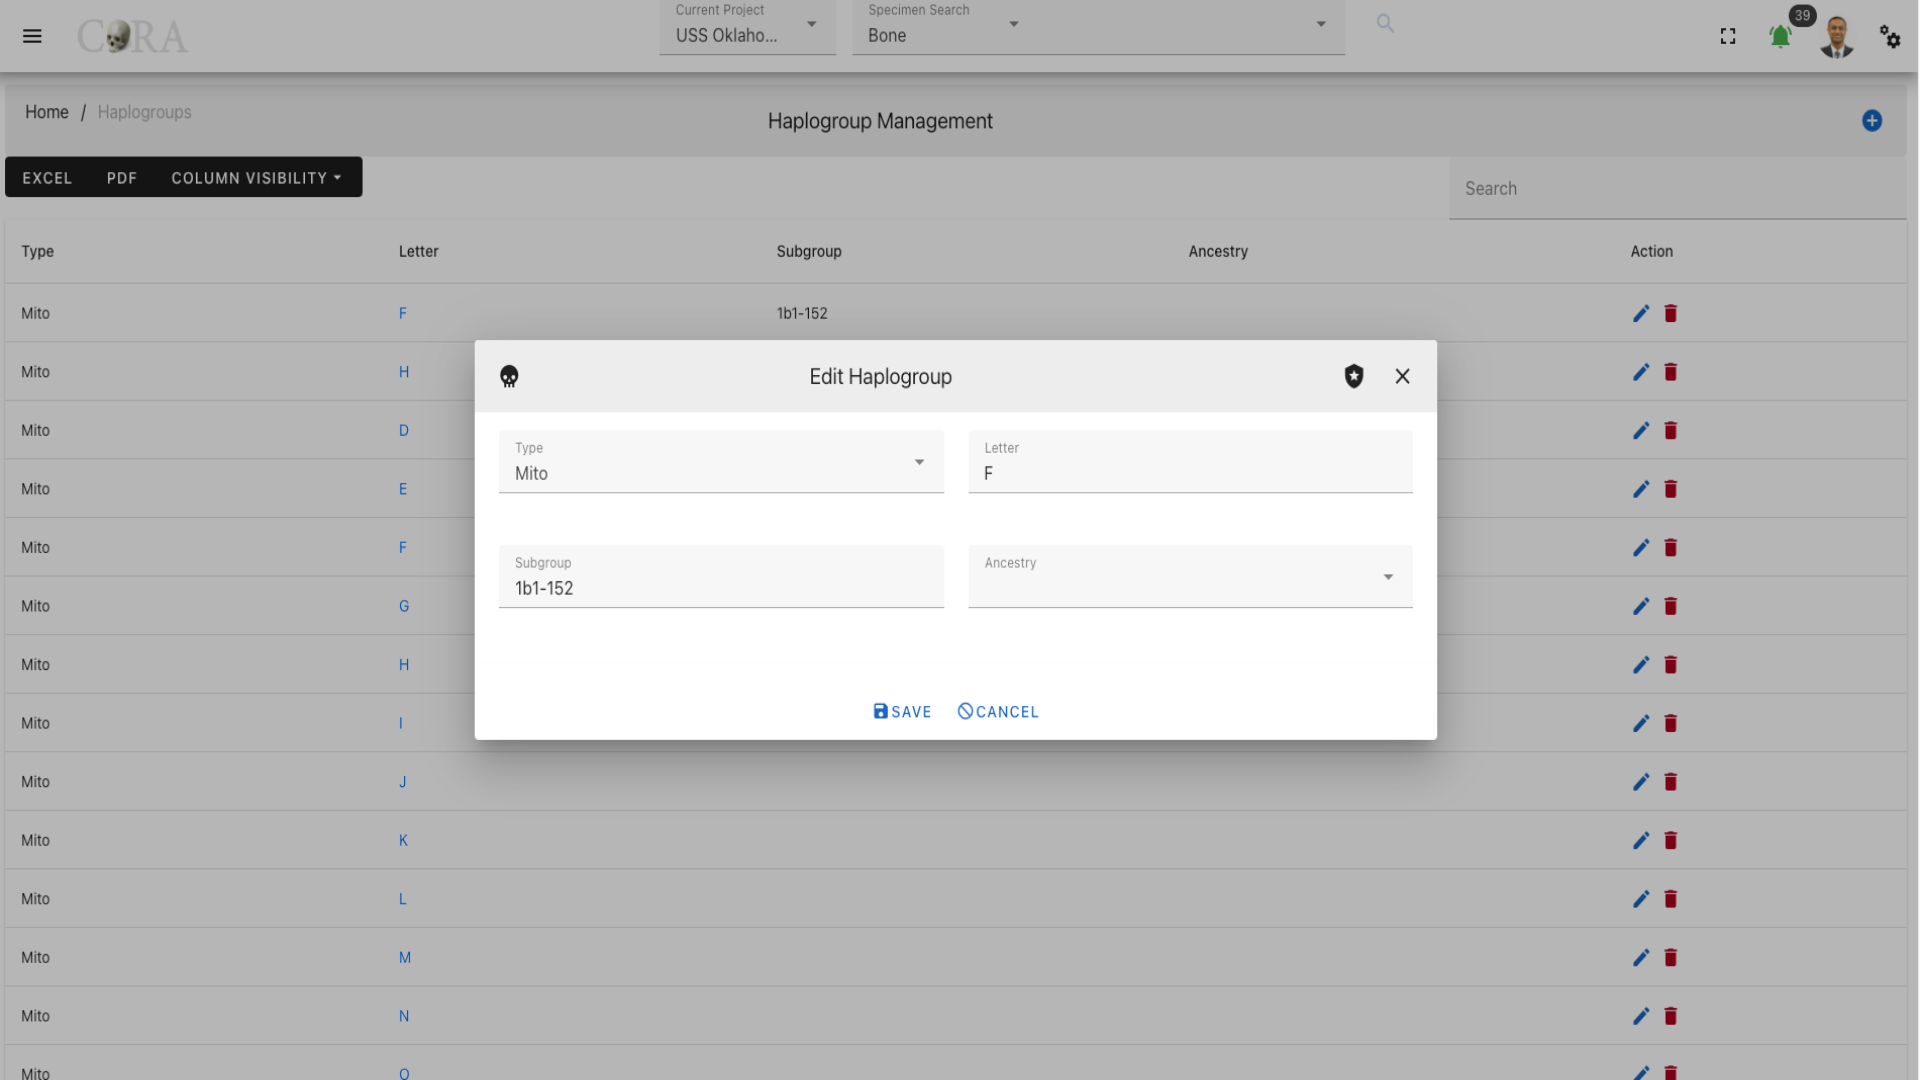 CORA
Current Project
USS Oklaho...
Specimen Search
Bone
39
Home / Haplogroups
Haplogroup Management
EXCEL PDF COLUMN VISIBILITY
Search
Type Letter Subgroup Ancestry Action
Mito F 1b1-152
Mito H
Mito D
Mito E
Mito F
Mito G
Mito H
Mito I
Mito J
Mito K
Mito L
Mito M
Mito N
Mito O
Edit Haplogroup
Type
Mito
Letter
F
Subgroup
1b1-152
Ancestry
SAVE CANCEL